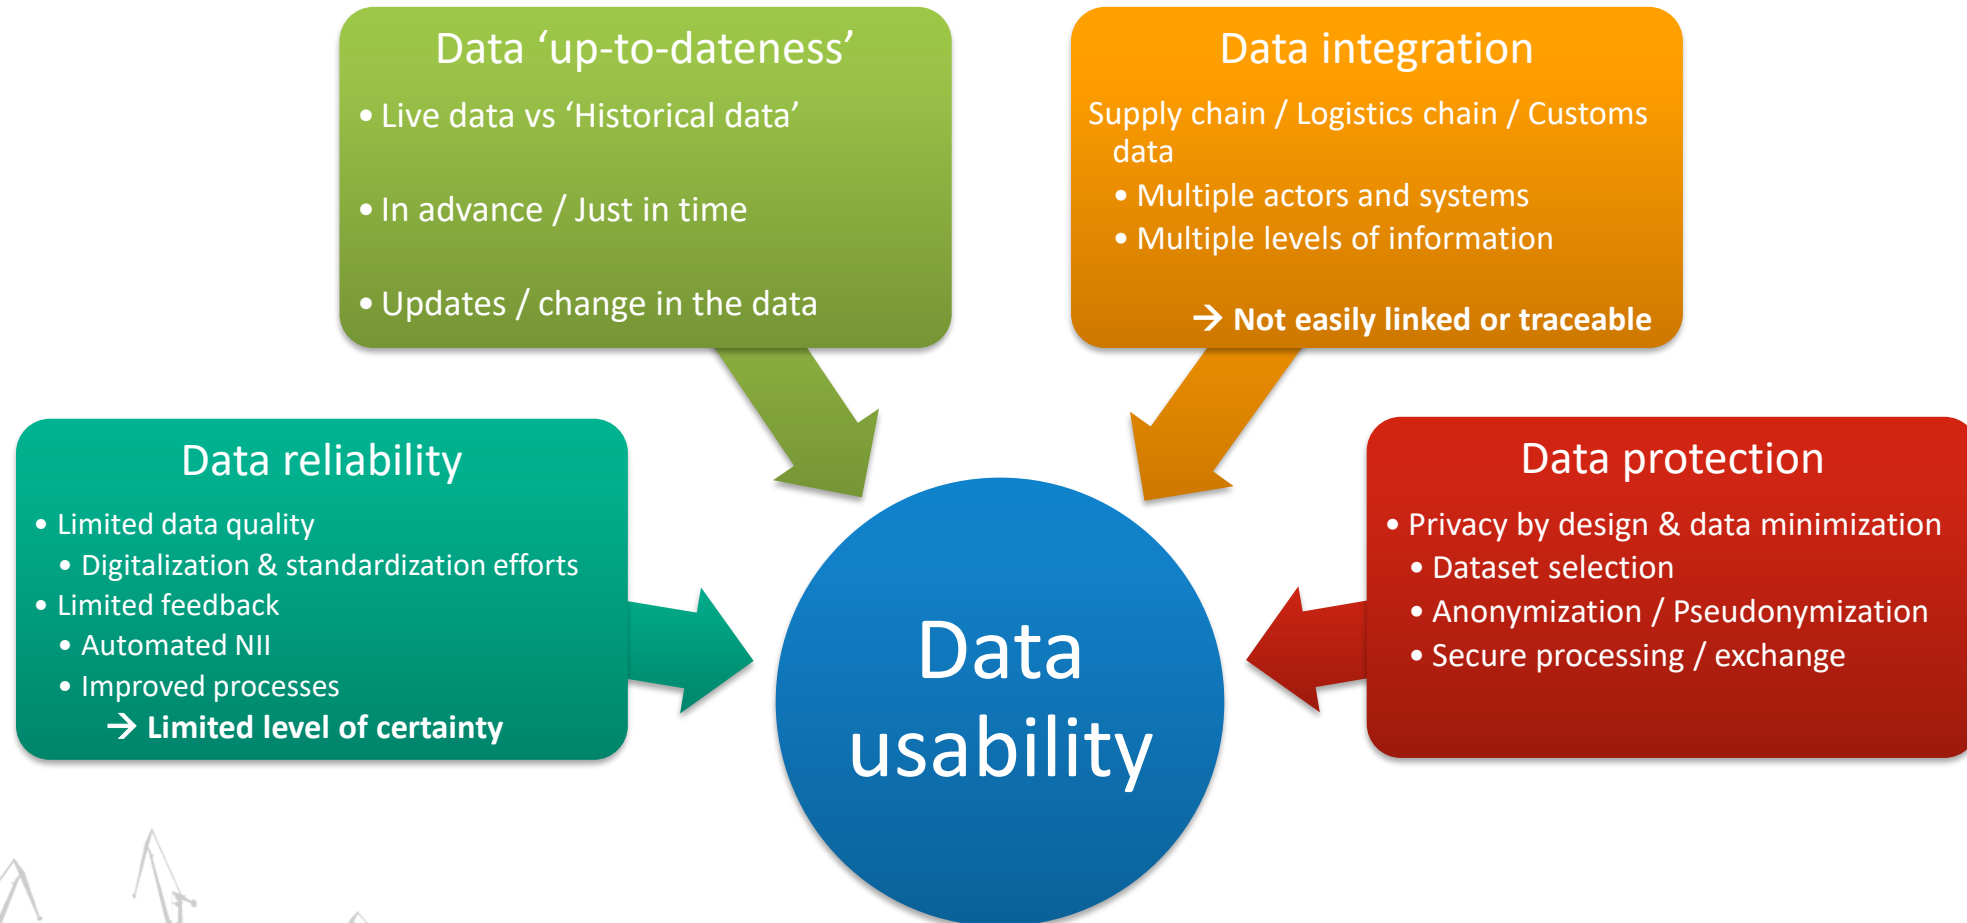 Data ‘up-to-dateness’
• Live data vs ‘Historical data’
• In advance / Just in time
• Updates / change in the data
Data integration
Supply chain / Logistics chain / Customs
data
• Multiple actors and systems
• Multiple levels of information
→ Not easily linked or traceable
Data reliability
• Limited data quality
• Digitalization & standardization efforts
• Limited feedback
• Automated NII
• Improved processes
→ Limited level of certainty
Data protection
• Privacy by design & data minimization
• Dataset selection
• Anonymization / Pseudonymization
• Secure processing / exchange
Data
usability